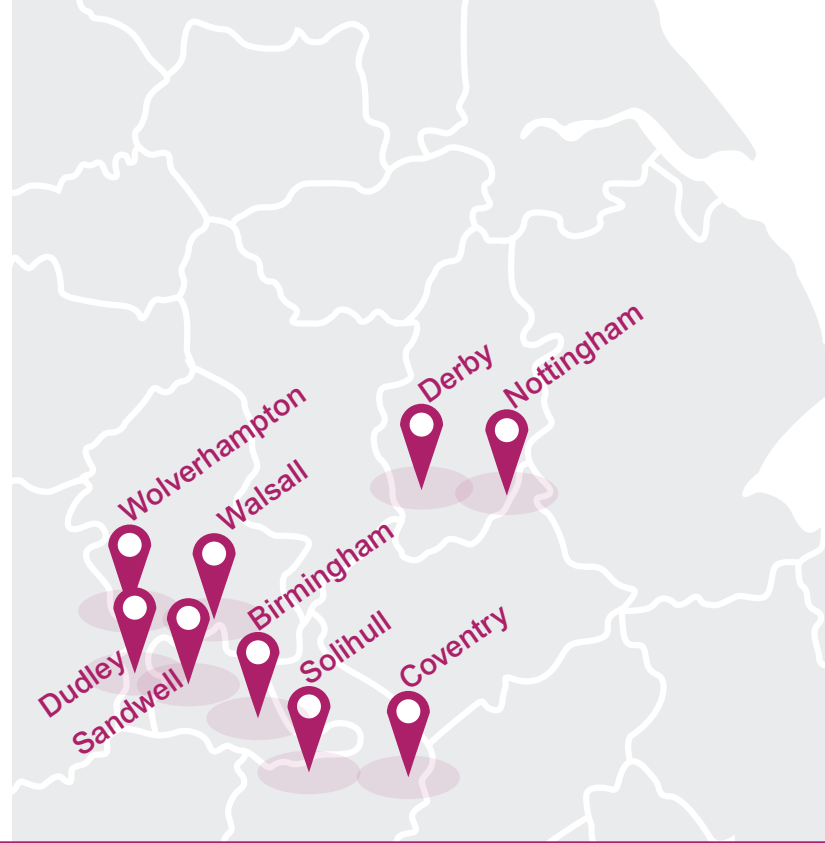 Derby
Nottingham
Wolverhampton
Walsall
Birmingham
Dudley
Sandwell
Solihull
Coventry